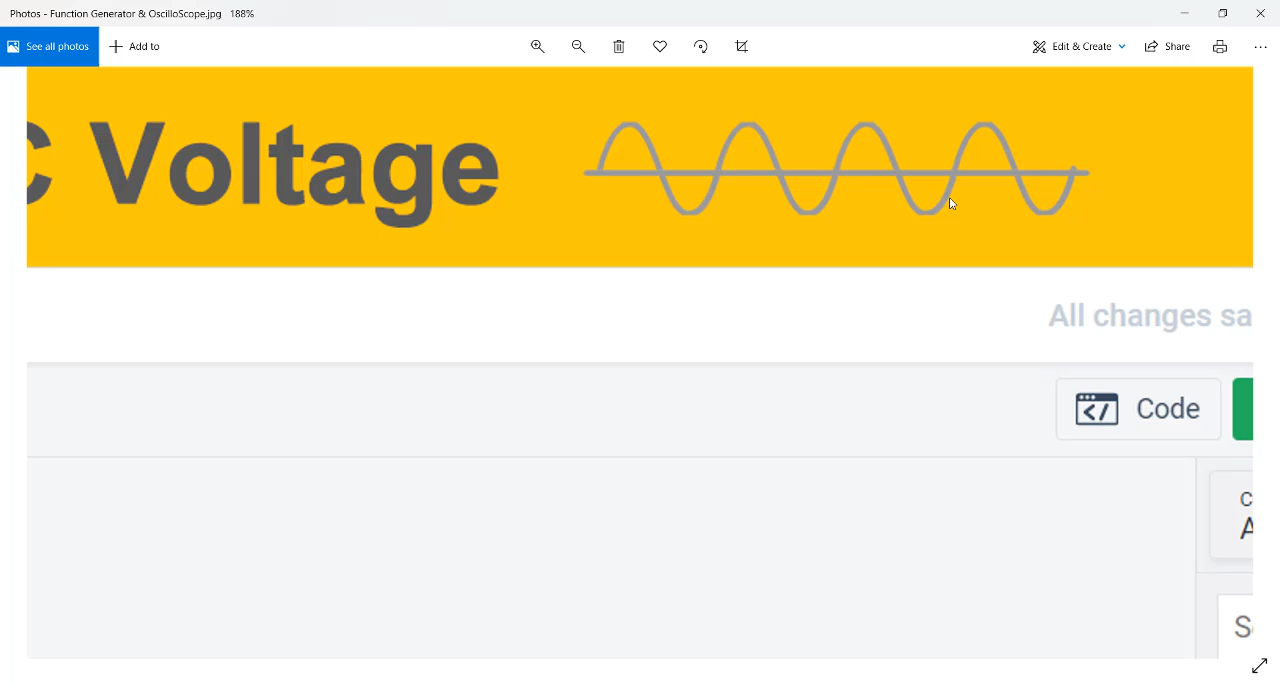 Photos - Function Generator & OscilloScope.jpg 188%
See all photos
Add to
Edit & Create
Share
C Voltage
All changes sa
Code
C
A
S